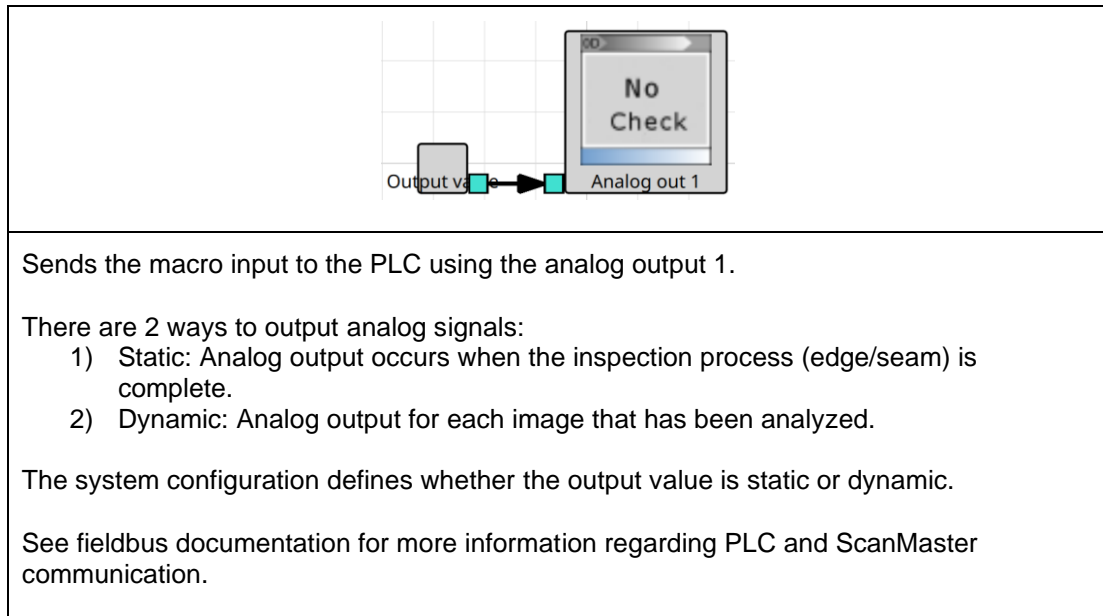 No
Check
Output va
Analog out 1
Sends the macro input to the PLC using the analog output 1.
There are 2 ways to output analog signals:
1) Static: Analog output occurs when the inspection process (edge/seam) is
complete.
2) Dynamic: Analog output for each image that has been analyzed.
The system configuration defines whether the output value is static or dynamic.
See fieldbus documentation for more information regarding PLC and ScanMaster
communication.